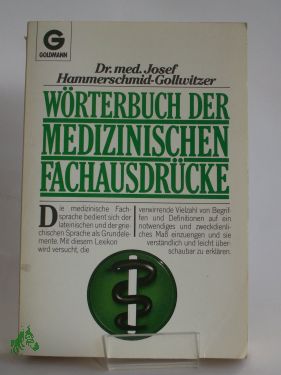 G
GOLDMANN
Dr. med. Josef
Hammerschmid-Gollwitzer
WÖRTERBUCH DER
MEDIZINISCHEN
FACHAUSDRÜCKE
Die medizinische Fach-
sprache bedient sich der
lateinischen und der grie-
chischen Sprache als Grundele-
mente. Mit diesem Lexikon
wird versucht, die
verwirrende Vielzahl von Begrif-
fen und Definitionen auf ein
notwendiges und zweckdienli-
ches Maß einzuengen und sie
verständlich und leicht über-
schaubar zu erklären.